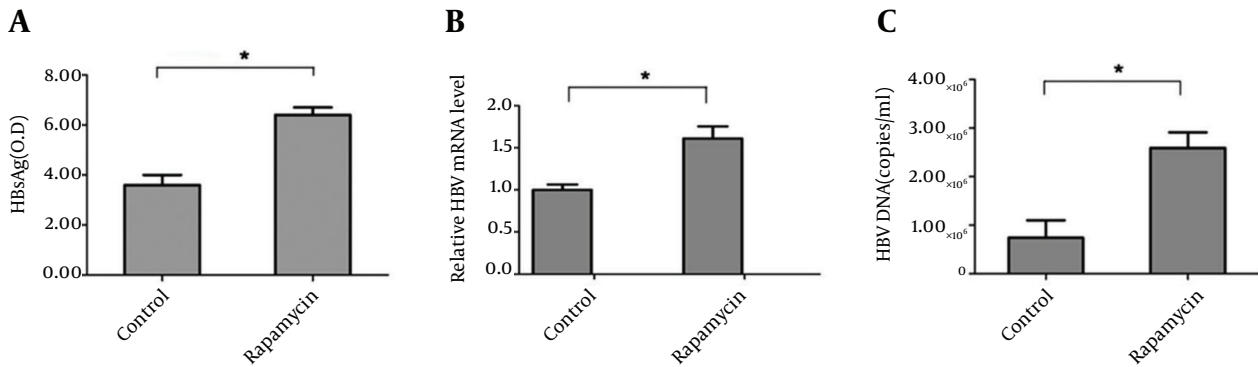 A
*
HBsAg(O.D)
8.00
6.00
4.00
2.00
0.00
Control
Rapamycin
B
*
Relative HBV mRNA level
2.0
1.5
1.0
0.5
0.0
Control
Rapamycin
C
*
HBV DNA(copies/ml)
4.00×10⁶
3.00×10⁶
2.00×10⁶
1.00×10⁶
0
Control
Rapamycin